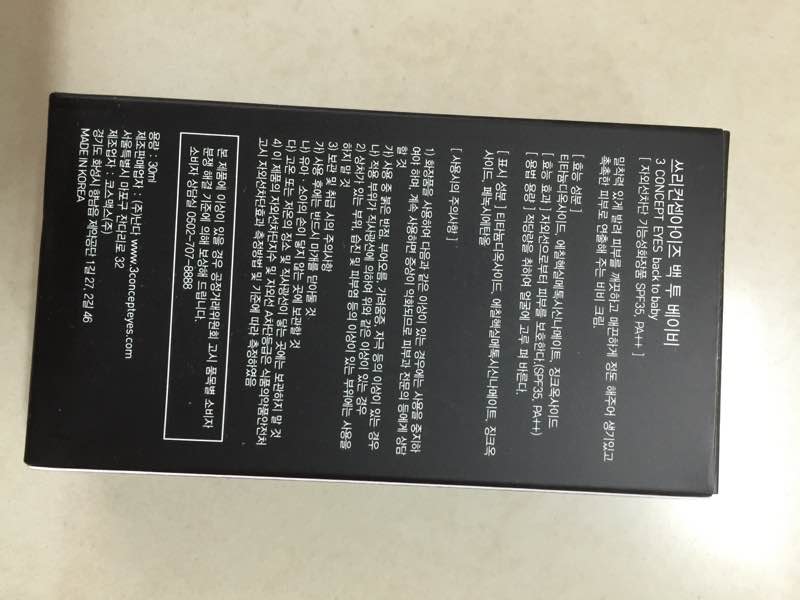 쓰리컨셉아이즈 백 투 베이비
3 CONCEPT EYES back to baby
[ 자외선차단 기능성화장품 SPF35, PA++ ]
밀착력 있게 발려 피부를 깨끗하고 매끈하게 정돈 해주어 생기있고
촉촉한 피부로 연출해 주는 비비 크림
[ 효능 성분 ]
티타늄디옥사이드, 에칠헥실메톡시신나메이트, 징크옥사이드
[ 효능 효과 ] 자외선으로부터 피부를 보호한다.(SPF35, PA++)
[ 용법 용량 ] 적당량을 취하여 얼굴에 고루 펴 바른다.
[ 표시 성분 ] 티타늄디옥사이드, 에칠헥실메톡시신나메이트, 징크옥
사이드, 페녹시에탄올
[ 사용시의 주의사항 ]
1) 화장품을 사용하여 다음과 같은 이상이 있는 경우에는 사용을 중지하
여야 하며, 계속 사용하면 증상이 악화되므로 피부과 전문의 등에게 상담
할 것
가) 사용 중 붉은 반점, 부어오름, 가려움증, 자극 등의 이상이 있는 경우
나) 적용 부위가 직사광선에 의하여 위와 같은 이상이 있는 경우
2) 상처가 있는 부위, 습진 및 피부염 등의 이상이 있는 부위에는 사용을
하지 말 것
3) 보관 및 취급 시의 주의사항
가) 사용 후에는 반드시 마개를 닫아둘 것
나) 유아ㆍ소아의 손이 닿지 않는 곳에 보관할 것
다) 고온 또는 저온의 장소 및 직사광선이 닿는 곳에는 보관하지 말 것
4) 이 제품의 자외선차단지수 및 자외선 A차단등급은 식품의약품안전처
고시 자외선차단효과 측정방법 및 기준에 따라 측정하였음
본 제품에 이상이 있을 경우 공정거래위원회 고시 품목별 소비자
분쟁 해결 기준에 의해 보상해 드립니다.
소비자 상담실 0502-707-8888
용량 : 30ml
제조판매업자 : (주)난다 www.3concepteyes.com
서울특별시 마포구 잔다리로 32
제조업자 : 코스맥스(주)
경기도 화성시 향남읍 제약공단 1길 27, 2길 46
MADE IN KOREA